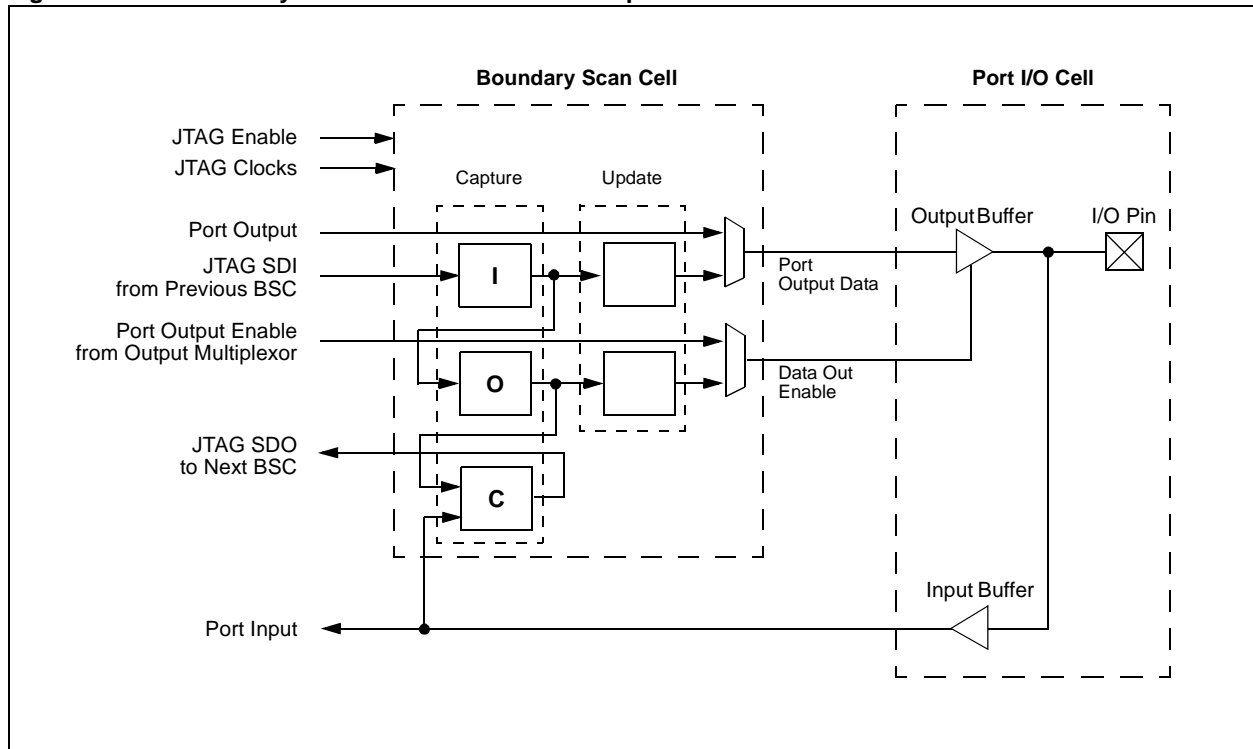 Boundary Scan Cell
Port I/O Cell
JTAG Enable
JTAG Clocks
Capture
Update
Port Output
Output Buffer
I/O Pin
JTAG SDI
from Previous BSC
I
Port
Output Data
Port Output Enable
from Output Multiplexor
O
Data Out
Enable
JTAG SDO
to Next BSC
C
Input Buffer
Port Input